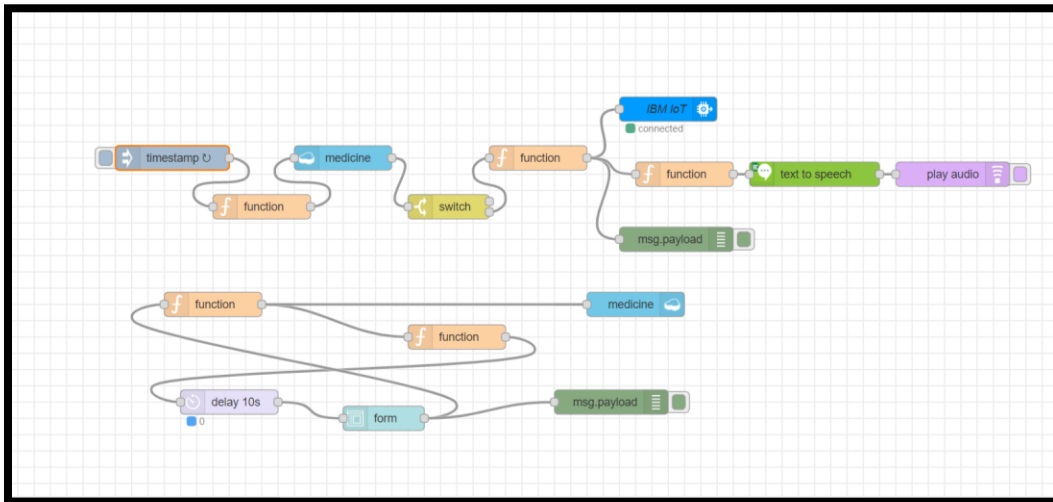 timestamp ↻
function
medicine
switch
function
IBM IoT
connected
function
text to speech
play audio
msg.payload
function
medicine
function
delay 10s
0
form
msg.payload